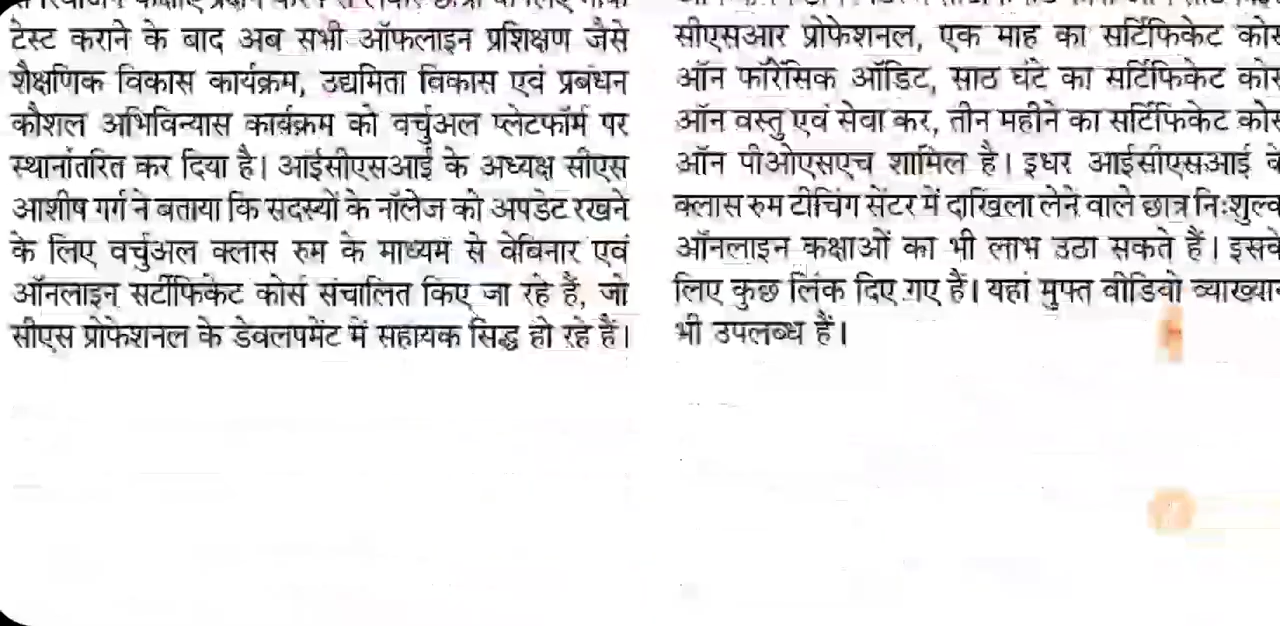 टेस्ट कराने के बाद अब सभी ऑफलाइन प्रशिक्षण जैसे
शैक्षणिक विकास कार्यक्रम, उद्यमिता विकास एवं प्रबंधन
कौशल अभिविन्यास कार्यक्रम को वर्चुअल प्लेटफॉर्म पर
स्थानांतरित कर दिया है। आईसीएसआई के अध्यक्ष सीएस
आशीष गर्ग ने बताया कि सदस्यों के नॉलेज को अपडेट रखने
के लिए वर्चुअल क्लास रुम के माध्यम से वेबिनार एवं
ऑनलाइन सर्टीफिकेट कोर्स संचालित किए जा रहे हैं, जो
सीएस प्रोफेशनल के डेवलपमेंट में सहायक सिद्ध हो रहे हैं।
सीएसआर प्रोफेशनल, एक माह का सर्टिफिकेट
ऑन फॉरेंसिक ऑडिट, साठ घंटे का सर्टिफिकेट
ऑन वस्तु एवं सेवा कर, तीन महीने का सर्टिफिकेट
ऑन पीओएसएच शामिल है। इधर आईसीएसआई
क्लास रुम टीचिंग सेंटर में दाखिला लेने वाले छात्र
ऑनलाइन कक्षाओं का भी लाभ उठा सकते हैं।
लिए कुछ लिंक दिए गए हैं। यहां मुफ्त वीडियो
भी उपलब्ध हैं।